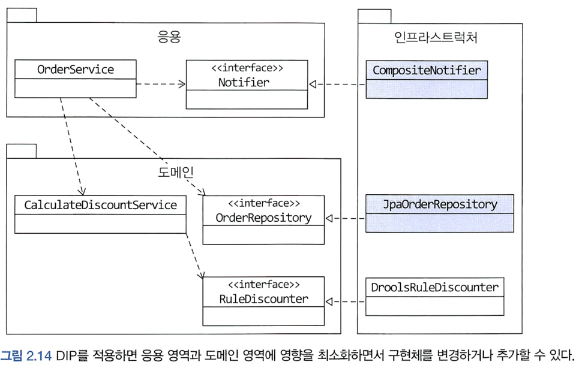 응용
인프라스트럭처
OrderService
<<interface>>
Notifier
CompositeNotifier
도메인
CalculateDiscountService
<<interface>>
OrderRepository
JpaOrderRepository
<<interface>>
RuleDiscounter
DroolsRuleDiscounter
그림 2.14 DIP를 적용하면 응용 영역과 도메인 영역에 영향을 최소화하면서 구현체를 변경하거나 추가할 수 있다.